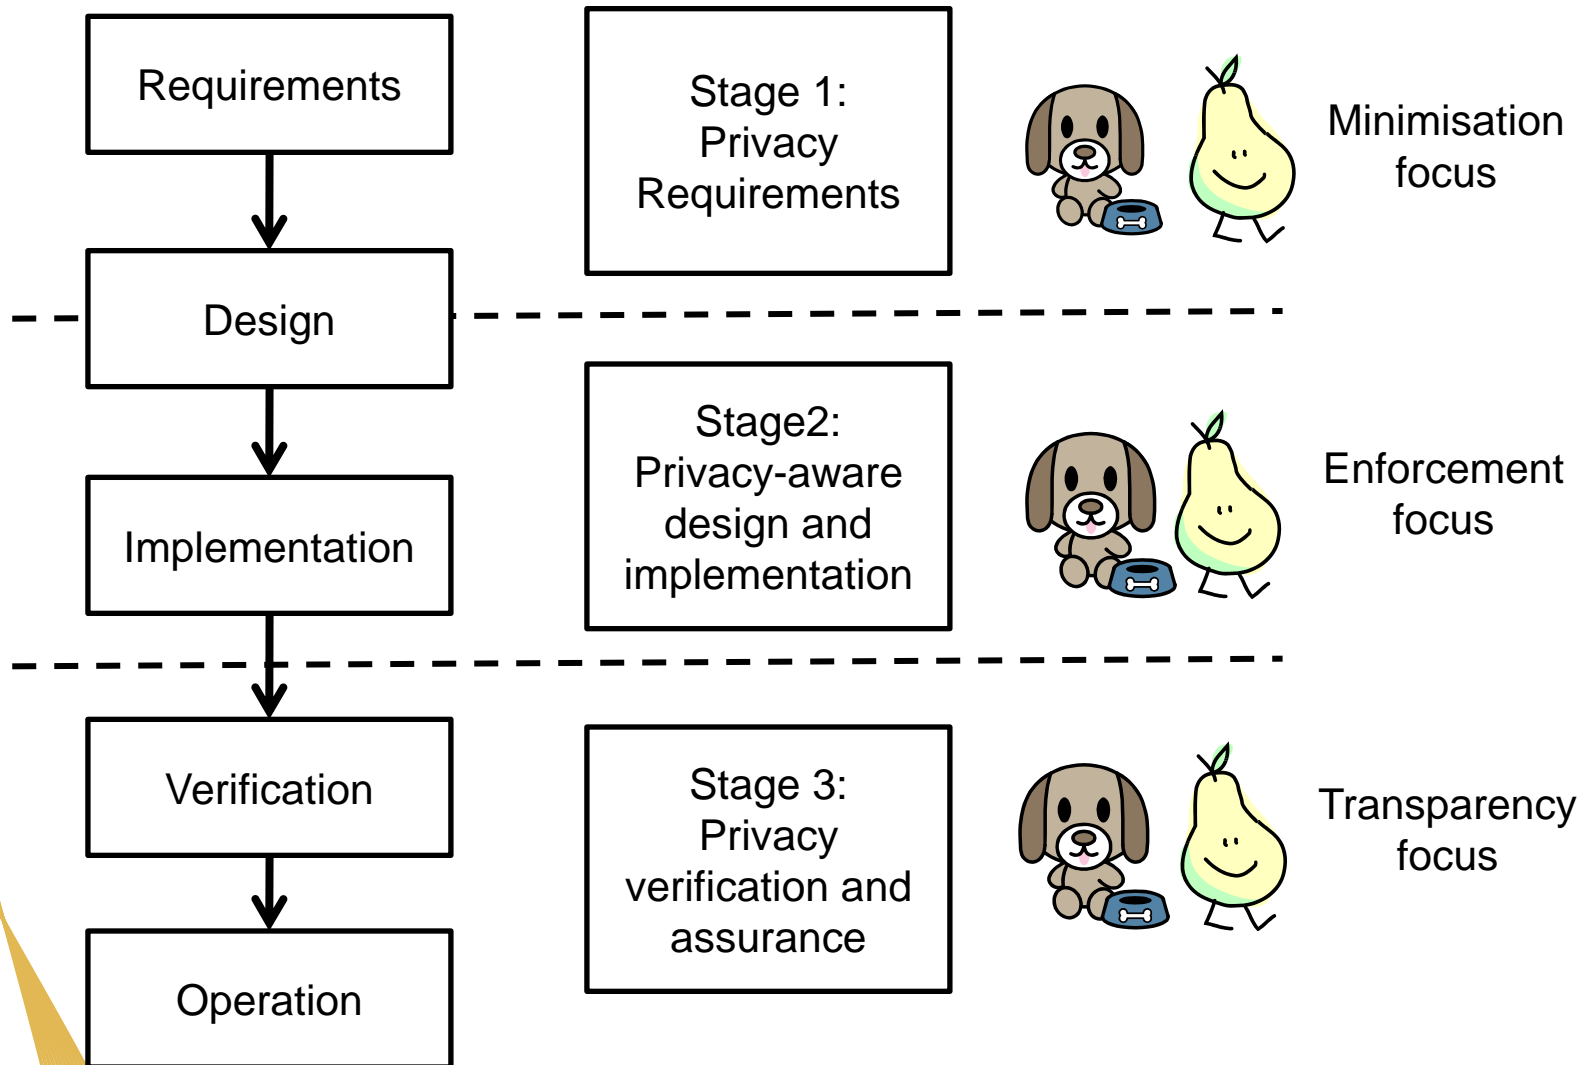 Requirements
Design
Implementation
Verification
Operation
Stage 1:
Privacy
Requirements
Stage2:
Privacy-aware
design and
implementation
Stage 3:
Privacy
verification and
assurance
Minimisation
focus
Enforcement
focus
Transparency
focus